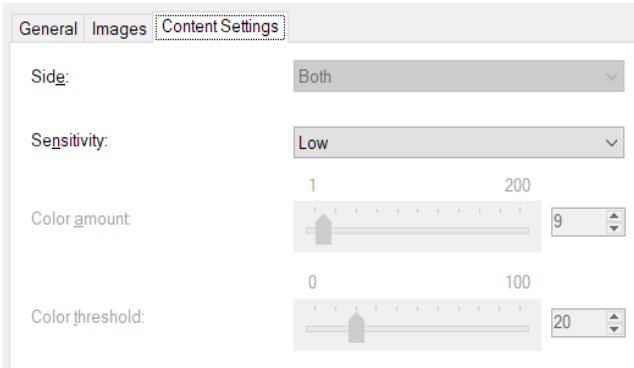 General Images Content Settings
Side: Both
Sensitivity: Low
1 200
Color amount: 9
0 100
Color threshold: 20